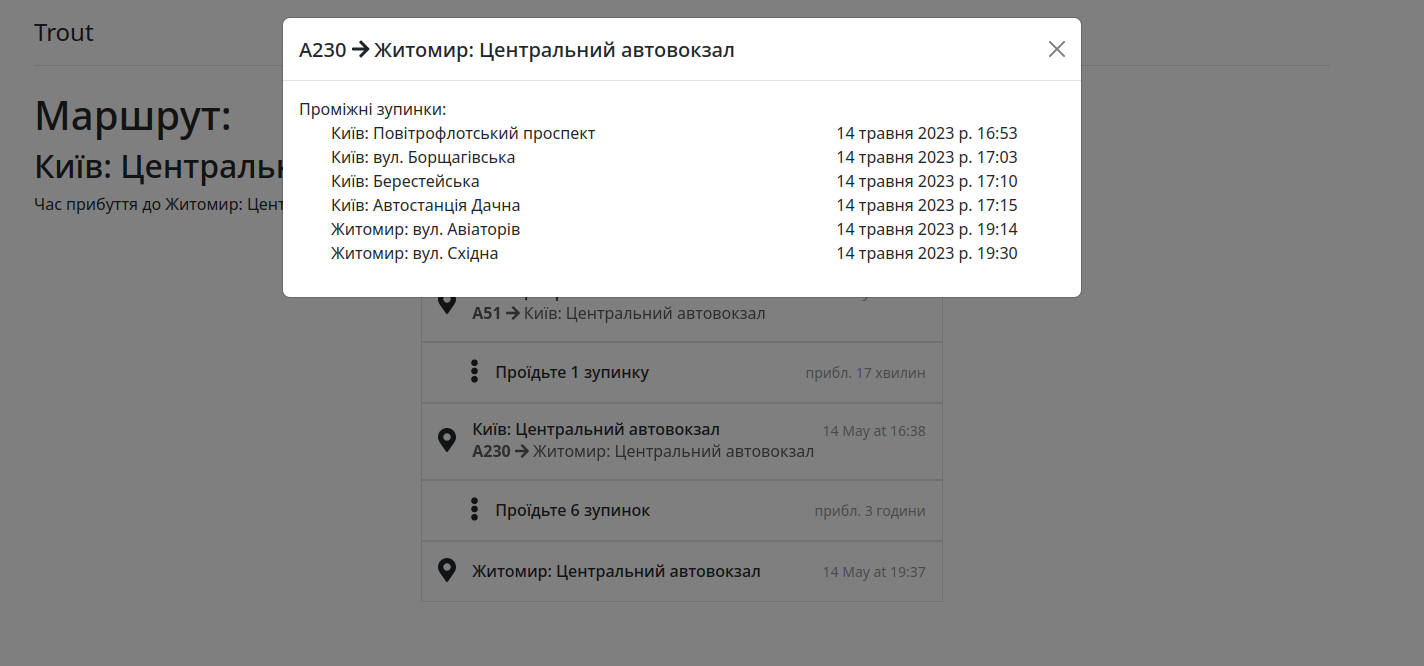 Trout
A230 → Житомир: Центральний автовокзал
Маршрут:
Київ: Централь
Час прибуття до Житомир: Цент
Проміжні зупинки:
Київ: Повітрофлотський проспект 14 травня 2023 р. 16:53
Київ: вул. Борщагівська 14 травня 2023 р. 17:03
Київ: Берестейська 14 травня 2023 р. 17:10
Київ: Автостанція Дачна 14 травня 2023 р. 17:15
Житомир: вул. Авіаторів 14 травня 2023 р. 19:14
Житомир: вул. Східна 14 травня 2023 р. 19:30
A51 → Київ: Центральний автовокзал
Проїдьте 1 зупинку прибл. 17 хвилин
Київ: Центральний автовокзал 14 May at 16:38
A230 → Житомир: Центральний автовокзал
Проїдьте 6 зупинок прибл. 3 години
Житомир: Центральний автовокзал 14 May at 19:37